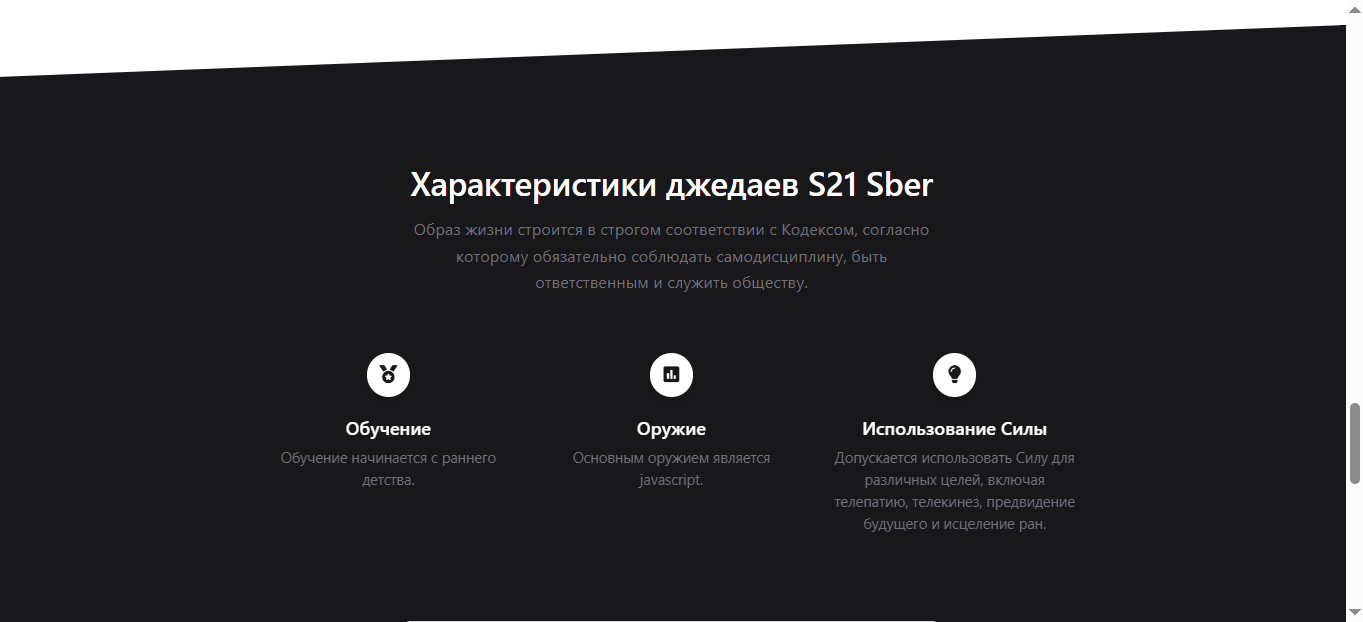 Характеристики джедаев S21 Sber
Образ жизни строится в строгом соответствии с Кодексом, согласно
которому обязательно соблюдать самодисциплину, быть
ответственным и служить обществу.
Обучение
Обучение начинается с раннего
детства.
Оружие
Основным оружием является
javascript.
Использование Силы
Допускается использовать Силу для
различных целей, включая
телепатию, телекинез, предвидение
будущего и исцеление ран.